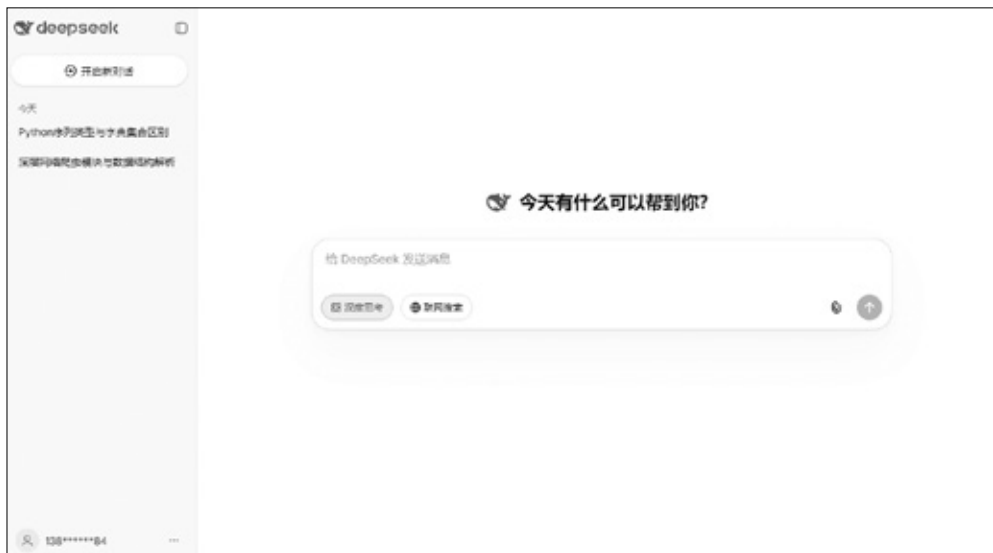 deepseek
开启新对话
今天
Python序列类型与字典集合区别
深层网络爬虫模块与数据结构解析
今天有什么可以帮到你?
给 DeepSeek 发送消息
深度思考
联网搜索
138******84